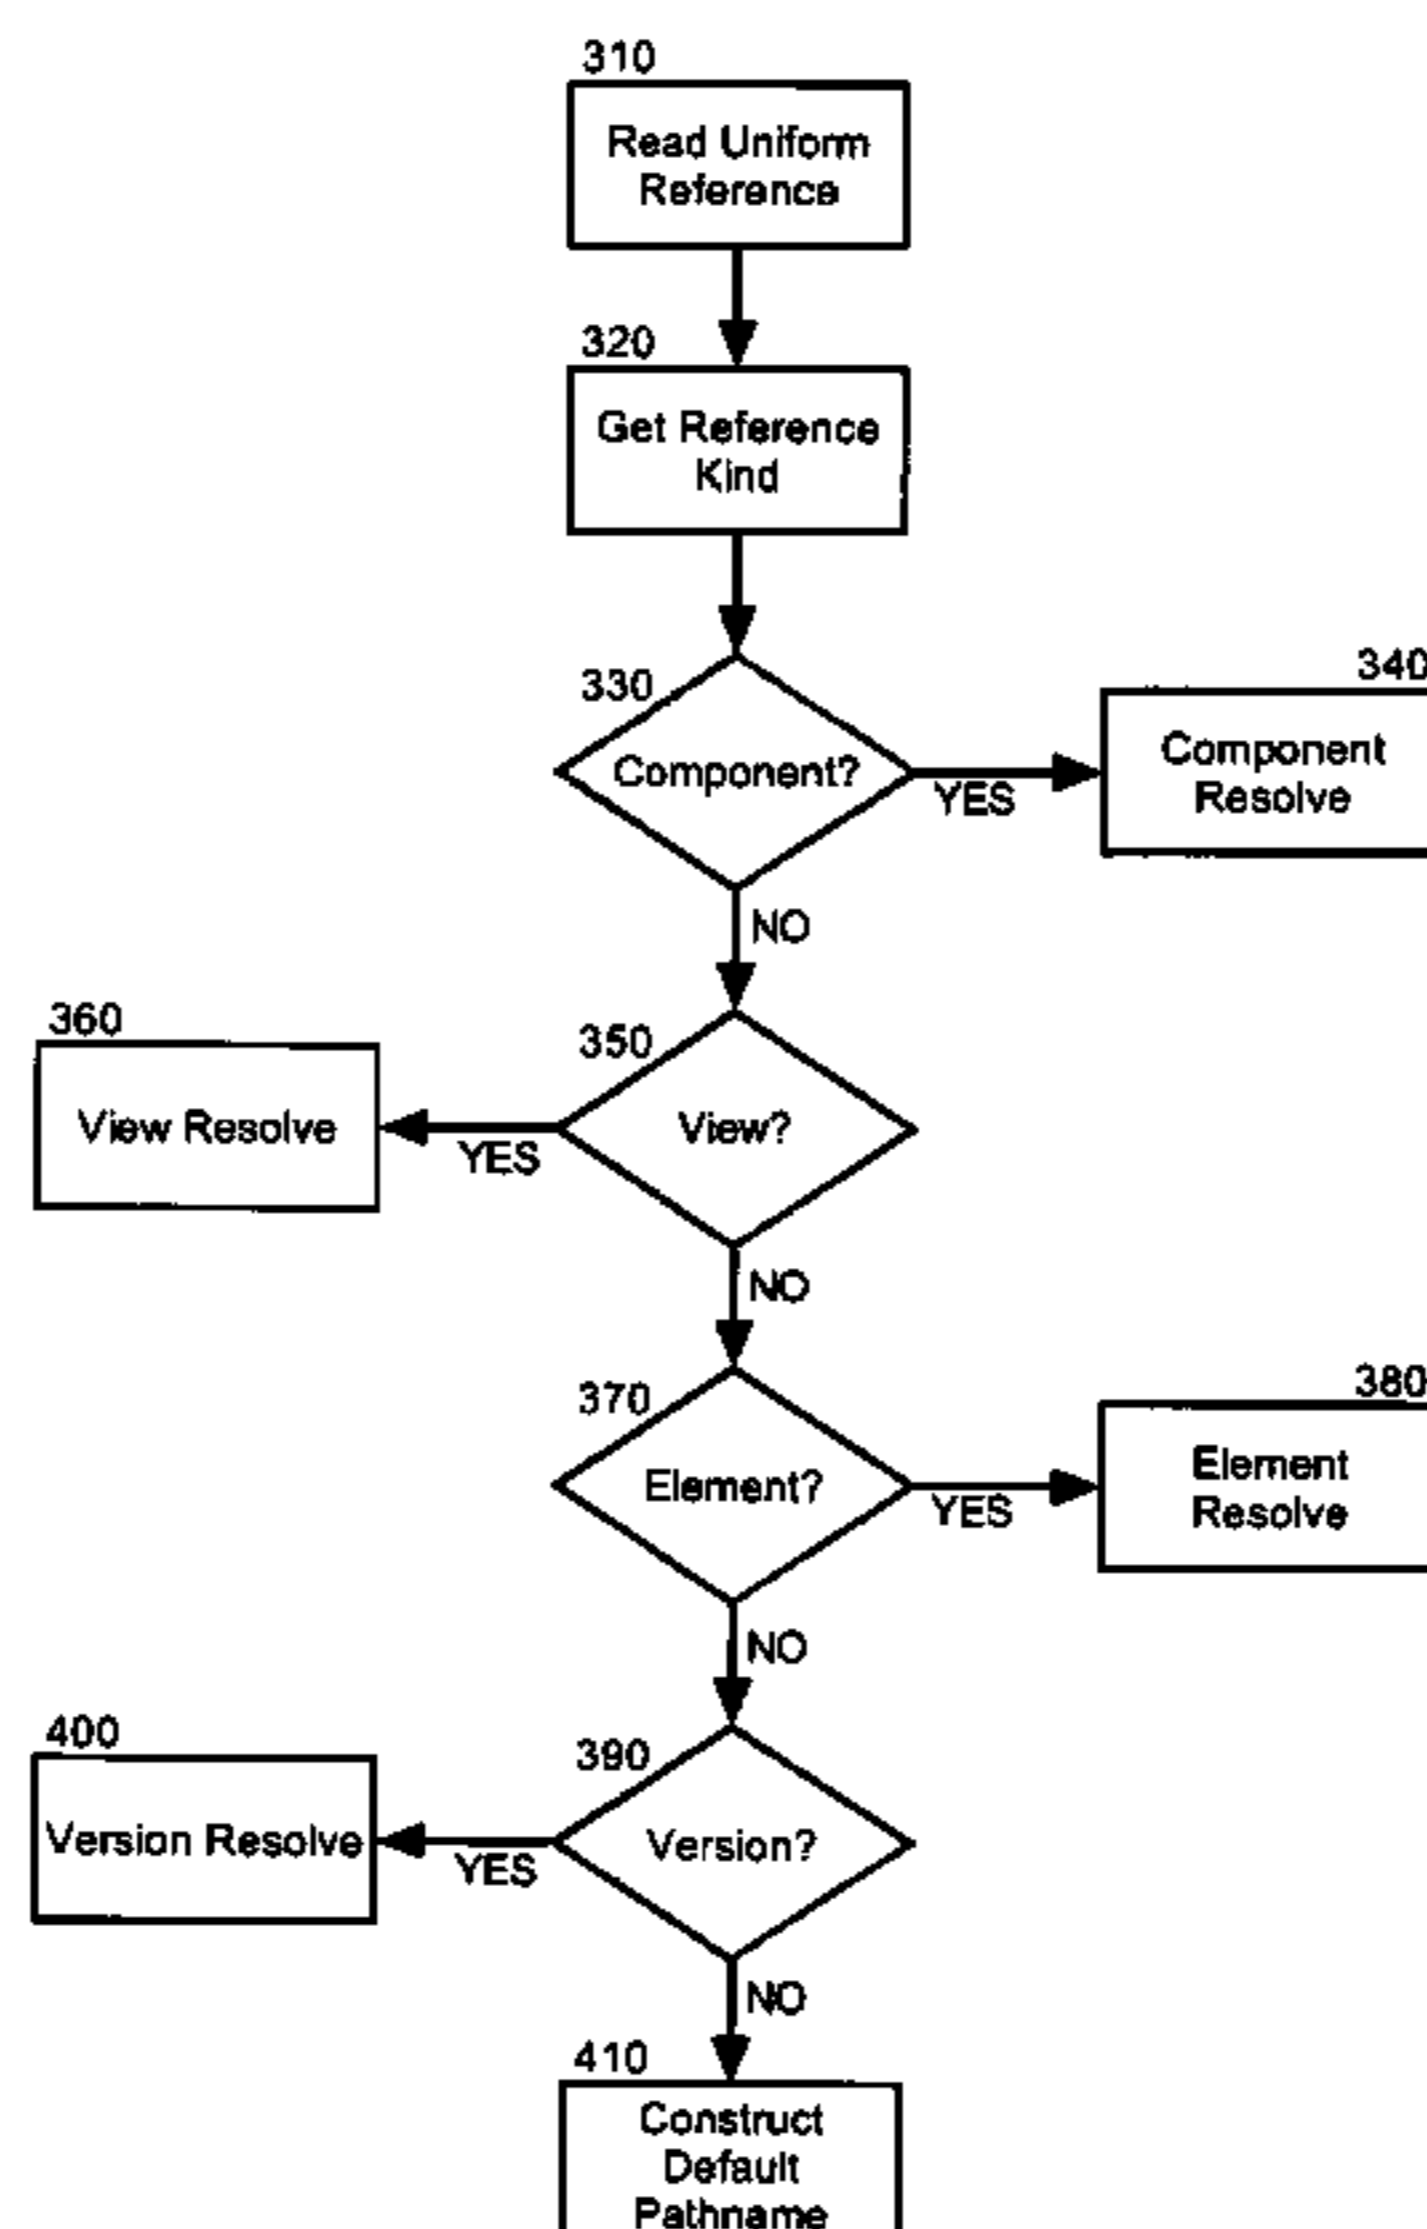 310
Read Uniform
Reference
320
Get Reference
Kind
330
Component?
YES
340
Component
Resolve
NO
360
View Resolve
YES
350
View?
NO
370
Element?
YES
380
Element
Resolve
NO
400
Version Resolve
YES
390
Version?
NO
410
Construct
Default
Pathname